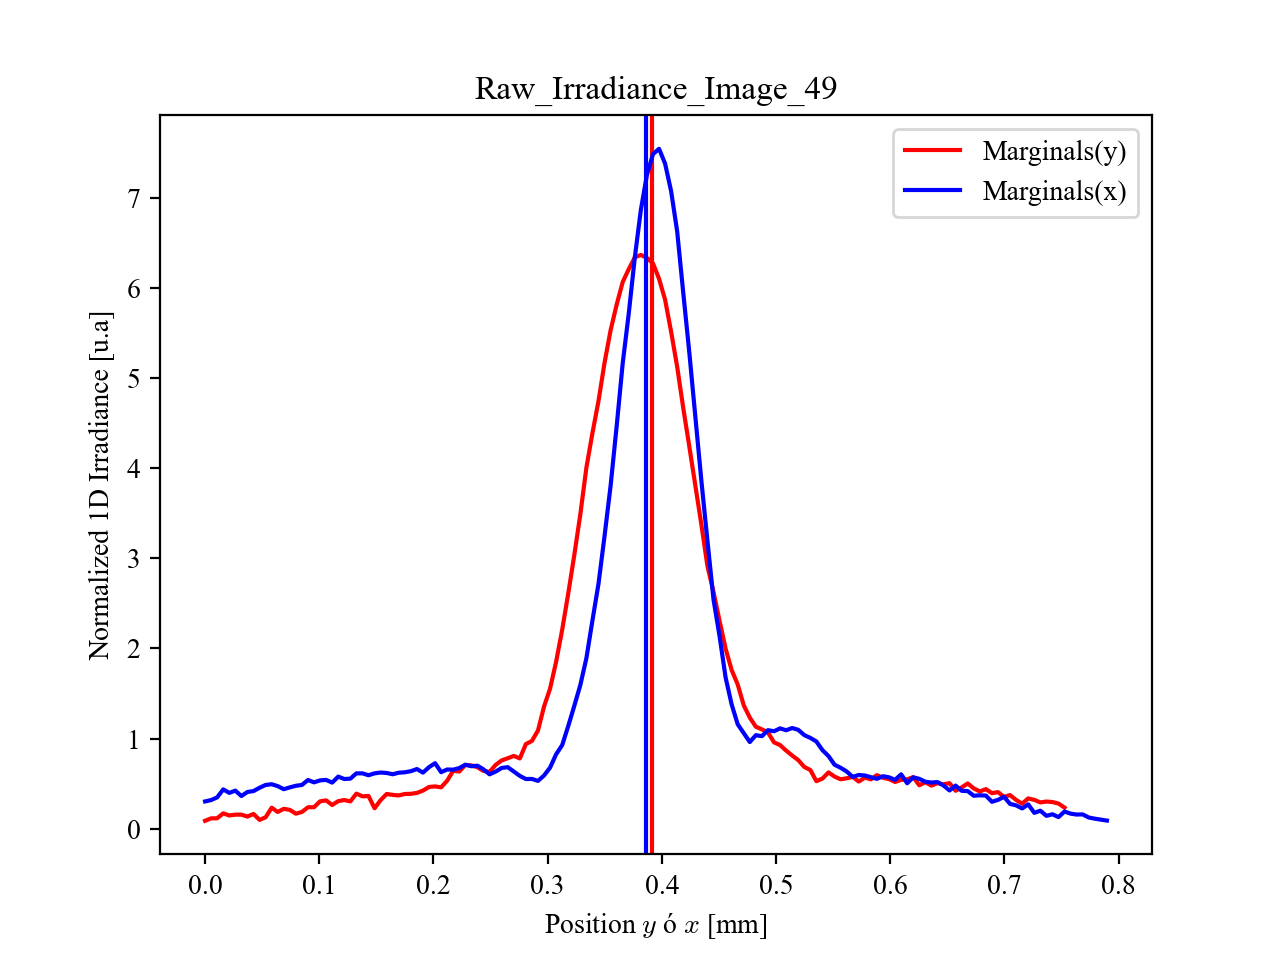 Raw_Irradiance_Image_49
Marginals(y)
Marginals(x)
Normalized 1D Irradiance [u.a]
7
6
5
4
3
2
1
0
0.0 0.1 0.2 0.3 0.4 0.5 0.6 0.7 0.8
Position y ó x [mm]